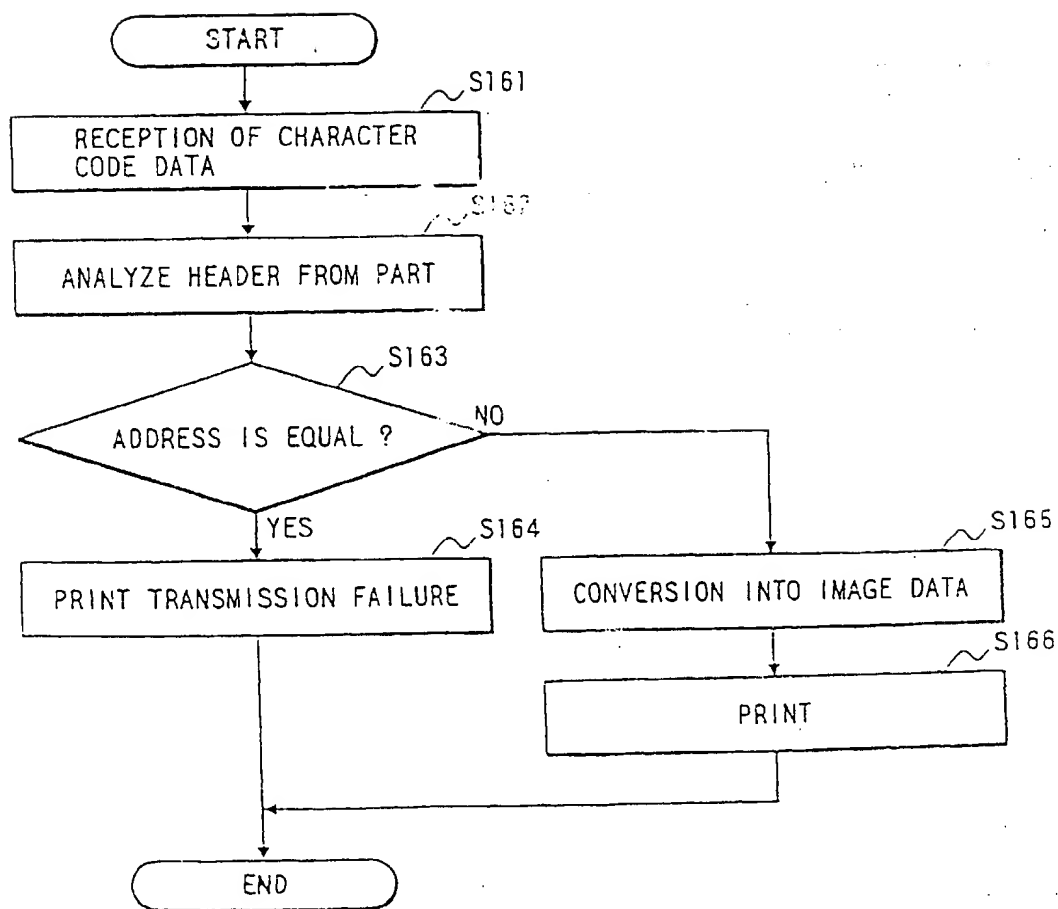 START
S161
RECEPTION OF CHARACTER
CODE DATA
S162
ANALYZE HEADER FROM PART
S163
ADDRESS IS EQUAL ?
NO
YES
S164
PRINT TRANSMISSION FAILURE
S165
CONVERSION INTO IMAGE DATA
S166
PRINT
END